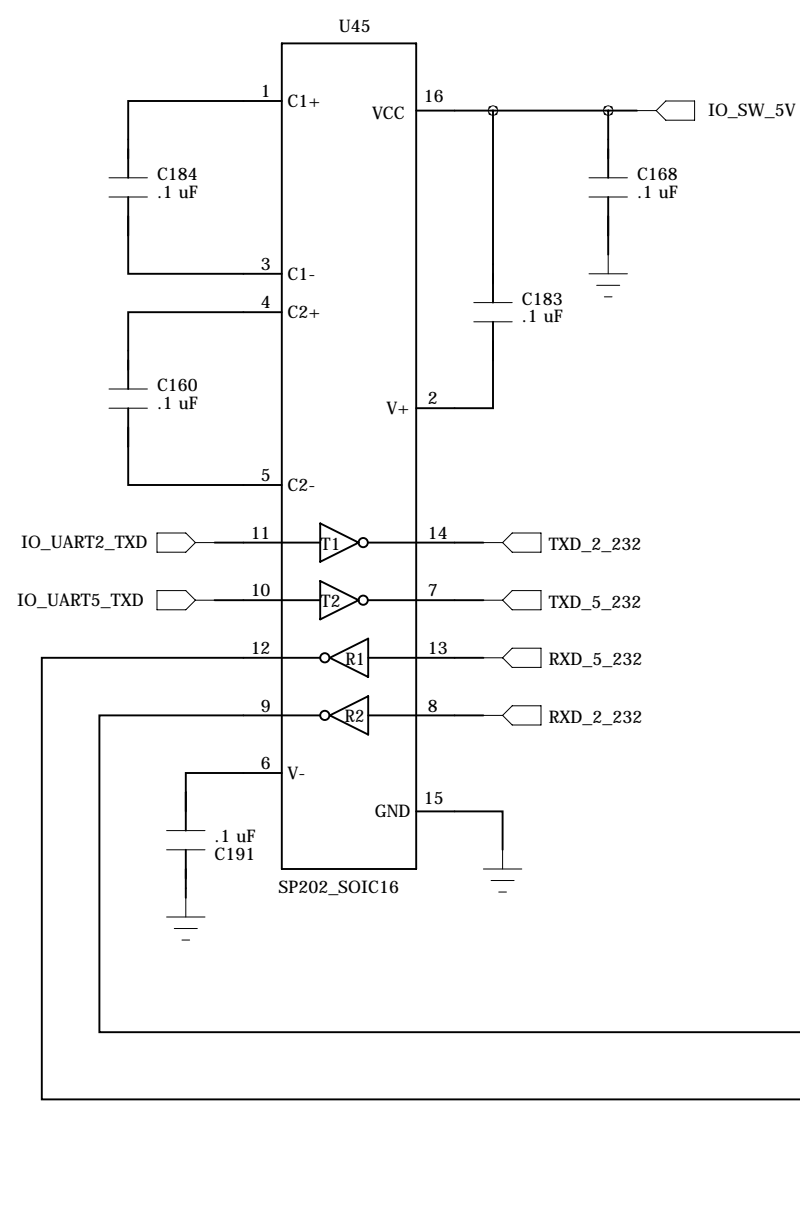 U45
1
C1+
16
VCC
IO_SW_5V
C184
.1 uF
C168
.1 uF
3
C1-
4
C2+
C183
.1 uF
C160
.1 uF
2
V+
5
C2-
IO_UART2_TXD
11
T1
14
TXD_2_232
IO_UART5_TXD
10
T2
7
TXD_5_232
12
R1
13
RXD_5_232
9
R2
8
RXD_2_232
6
V-
15
GND
.1 uF
C191
SP202_SOIC16